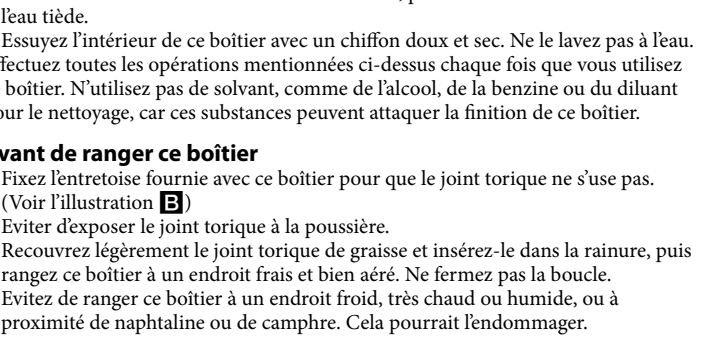 l’eau tiède.
Essuyez l’intérieur de ce boîtier avec un chiffon doux et sec. Ne le lavez pas à l’eau.
ffectuez toutes les opérations mentionnées ci-dessus chaque fois que vous utilisez
boîtier. N’utilisez pas de solvant, comme de l’alcool, de la benzine ou du diluant
our le nettoyage, car ces substances peuvent attaquer la finition de ce boîtier.
vant de ranger ce boîtier
Fixez l’entretoise fournie avec ce boîtier pour que le joint torique ne s’use pas.
(Voir l’illustration B)
Eviter d’exposer le joint torique à la poussière.
Recouvrez légèrement le joint torique de graisse et insérez-le dans la rainure, puis
rangez ce boîtier à un endroit frais et bien aéré. Ne fermez pas la boucle.
Evitez de ranger ce boîtier à un endroit froid, très chaud ou humide, ou à
proximité de naphtaline ou de camphre. Cela pourrait l’endommager.